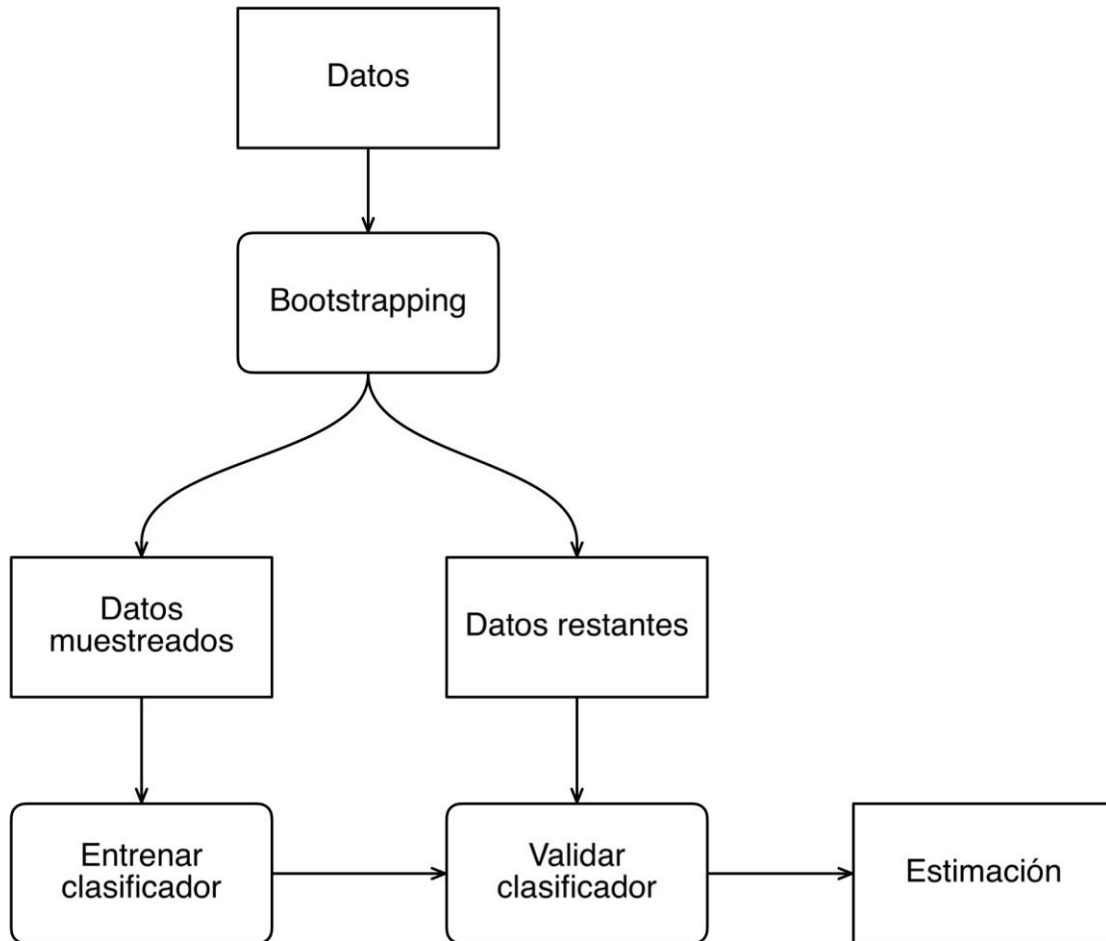 Datos
Bootstrapping
Datos
muestreados
Datos restantes
Entrenar
clasificador
Validar
clasificador
Estimación